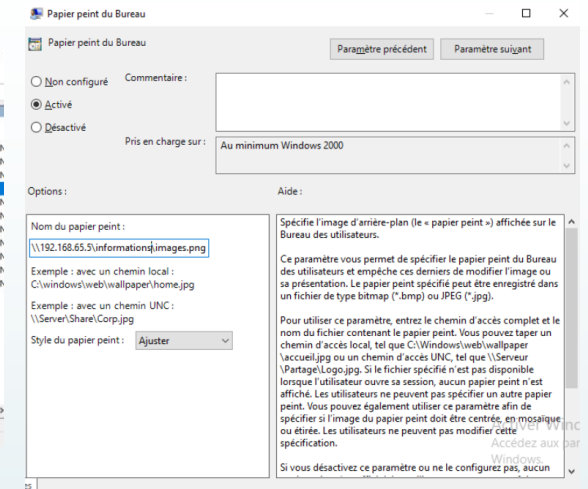 Papier peint du Bureau
Papier peint du Bureau
Paramètre précédent
Paramètre suivant
Non configuré
Commentaire :
Activé
Désactivé
Pris en charge sur :
Au minimum Windows 2000
Options :
Aide :
Nom du papier peint :
\\192.168.65.5\informations\images.png
Exemple : avec un chemin local :
C:\windows\web\wallpaper\home.jpg
Exemple : avec un chemin UNC :
\\Server\Share\Corp.jpg
Style du papier peint :
Ajuster
Spécifie l'image d'arrière-plan (le « papier peint ») affichée sur le
Bureau des utilisateurs.
Ce paramètre vous permet de spécifier le papier peint du Bureau
des utilisateurs et empêche ces derniers de modifier l'image ou
sa présentation. Le papier peint spécifié peut être enregistré dans
un fichier de type bitmap (*.bmp) ou JPEG (*.jpg).
Pour utiliser ce paramètre, entrez le chemin d'accès complet et le
nom du fichier contenant le papier peint. Vous pouvez taper un
chemin d'accès local, tel que C:\Windows\web\wallpaper
\accueil.jpg ou un chemin d'accès UNC, tel que \\Serveur
\Partage\Logo.jpg. Si le fichier spécifié n'est pas disponible
lorsque l'utilisateur ouvre sa session, aucun papier peint n'est
affiché. Les utilisateurs ne peuvent pas spécifier un autre papier
peint. Vous pouvez également utiliser ce paramètre afin de
spécifier si l'image du papier peint doit être centrée, en mosaïque
ou étirée. Les utilisateurs ne peuvent pas modifier cette
spécification.
Si vous désactivez ce paramètre ou ne le configurez pas, aucun
Activer Winc
Accédez aux par
Windows.